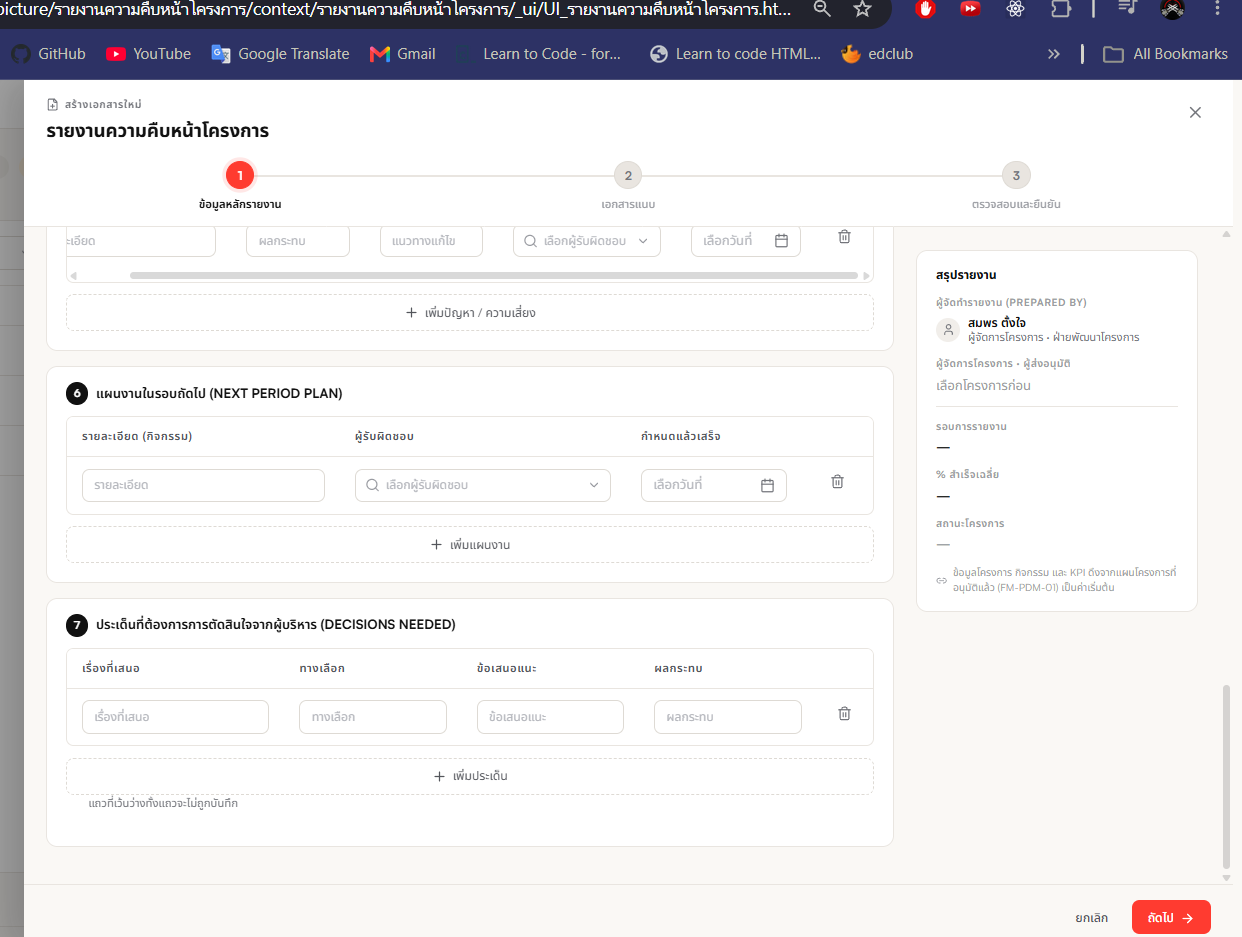 picture/รายงานความคืบหน้าโครงการ/context/รายงานความคืบหน้าโครงการ/_ui/UI_รายงานความคืบหน้าโครงการ.ht...
GitHub YouTube Google Translate Gmail Learn to Code - for... Learn to code HTML... edclub » All Bookmarks
สร้างเอกสารใหม่
รายงานความคืบหน้าโครงการ
1 2 3
ข้อมูลหลักรายงาน เอกสารแนบ ตรวจสอบและยืนยัน
ผลกระทบ แนวทางแก้ไข เลือกผู้รับผิดชอบ เลือกวันที่
+ เพิ่มปัญหา / ความเสี่ยง
6 แผนงานในรอบถัดไป (NEXT PERIOD PLAN)
รายละเอียด (กิจกรรม) ผู้รับผิดชอบ กำหนดแล้วเสร็จ
รายละเอียด เลือกผู้รับผิดชอบ เลือกวันที่
+ เพิ่มแผนงาน
7 ประเด็นที่ต้องการการตัดสินใจจากผู้บริหาร (DECISIONS NEEDED)
เรื่องที่เสนอ ทางเลือก ข้อเสนอแนะ ผลกระทบ
เรื่องที่เสนอ ทางเลือก ข้อเสนอแนะ ผลกระทบ
+ เพิ่มประเด็น
แถวที่เว้นว่างทั้งแถวจะไม่ถูกบันทึก
สรุปรายงาน
ผู้จัดทำรายงาน (PREPARED BY)
สมพร ตั้งใจ
ผู้จัดการโครงการ · ฝ่ายพัฒนาโครงการ
ผู้จัดการโครงการ · ผู้ส่งอนุมัติ
เลือกโครงการก่อน
รอบการรายงาน
—
% สำเร็จเฉลี่ย
—
สถานะโครงการ
—
ข้อมูลโครงการ กิจกรรม และ KPI ดึงจากแผนโครงการที่
อนุมัติแล้ว (FM-PDM-01) เป็นค่าเริ่มต้น
ยกเลิก ถัดไป →